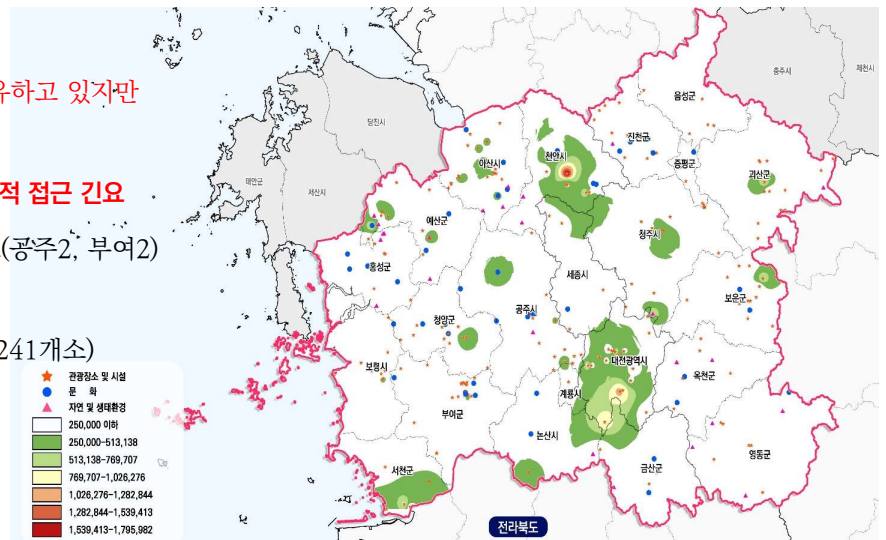 유하고 있지만
적 접근 긴요
(공주2, 부여2)
241개소)
충주시
제천시
음성군
당진시
진천군
천안시
아산시
증평군
괴산군
태안군
서산시
예산군
청주시
홍성군
세종시
보은군
공주시
청양군
대전광역시
보령시
옥천군
계룡시
부여군
논산시
영동군
서천군
금산군
전라북도
관광장소 및 시설
문 화
자연 및 생태환경
250,000 이하
250,000-513,138
513,138-769,707
769,707-1,026,276
1,026,276-1,282,844
1,282,844-1,539,413
1,539,413-1,795,982